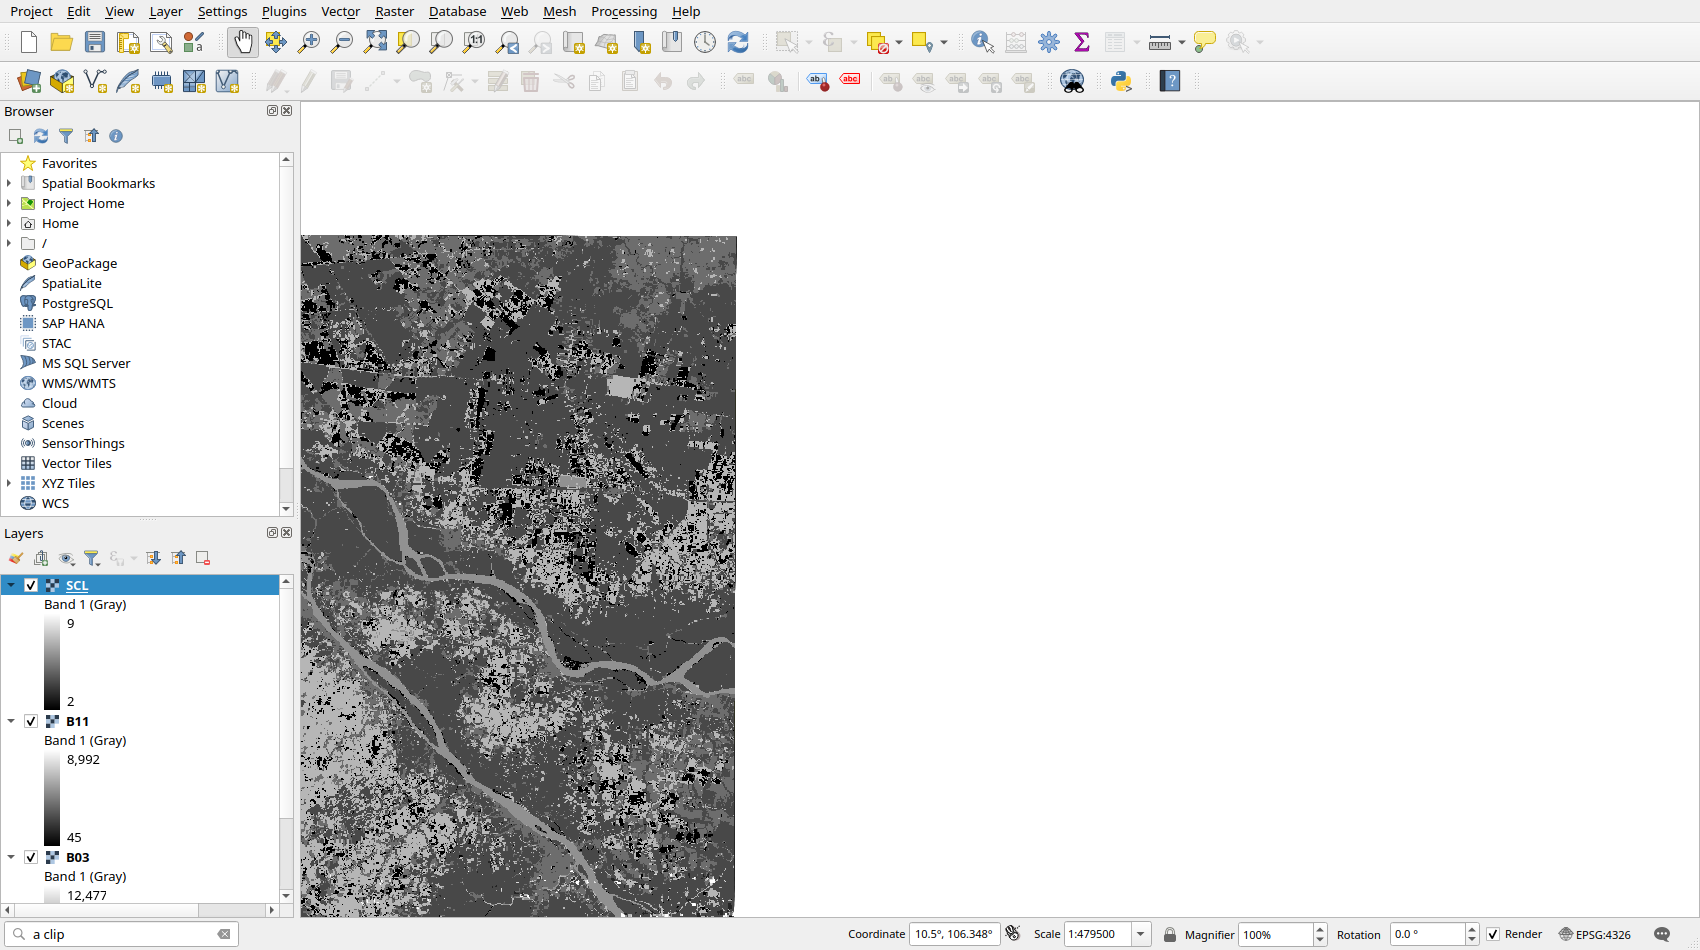 Project Edit View Layer Settings Plugins Vector Raster Database Web Mesh Processing Help
Browser
Favorites
Spatial Bookmarks
Project Home
Home
/
GeoPackage
SpatiaLite
PostgreSQL
SAP HANA
STAC
MS SQL Server
WMS/WMTS
Cloud
Scenes
SensorThings
Vector Tiles
XYZ Tiles
WCS
Layers
SCL
Band 1 (Gray)
9
2
B11
Band 1 (Gray)
8,992
45
B03
Band 1 (Gray)
12,477
a clip
Coordinate 10.5°, 106.348° Scale 1:479500 Magnifier 100% Rotation 0.0 ° Render EPSG:4326